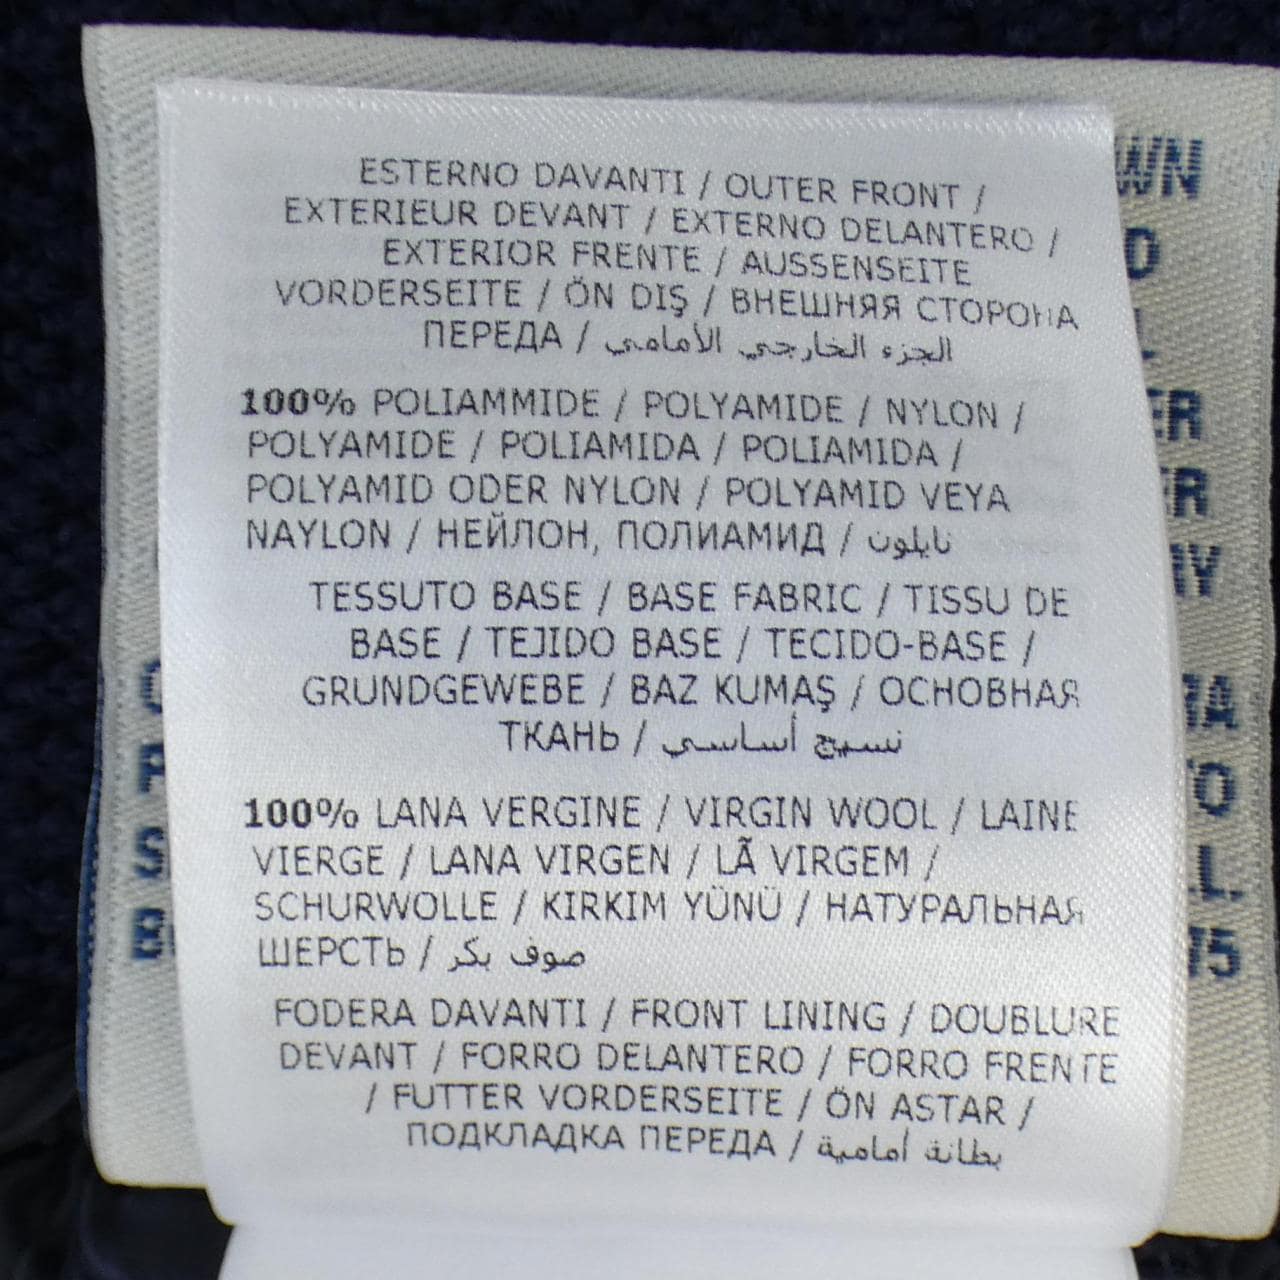 ESTERNO DAVANTI / OUTER FRONT /
EXTERIEUR DEVANT / EXTERNO DELANTERO /
EXTERIOR FRENTE / AUSSENSEITE
VORDERSEITE / ÖN DIŞ / ВНЕШНЯЯ СТОРОНА
ПЕРЕДА / الجزء الخارجي الأمامي
100% POLIAMMIDE / POLYAMIDE / NYLON /
POLYAMIDE / POLIAMIDA / POLIAMIDA /
POLYAMID ODER NYLON / POLYAMID VEYA
NAYLON / НЕЙЛОН, ПОЛИАМИД / نايلون
TESSUTO BASE / BASE FABRIC / TISSU DE
BASE / TEJIDO BASE / TECIDO-BASE /
GRUNDGEWEBE / BAZ KUMAŞ / ОСНОВНАЯ
ТКАНЬ / نسيج أساسي
100% LANA VERGINE / VIRGIN WOOL / LAINE
VIERGE / LANA VIRGEN / LÃ VIRGEM /
SCHURWOLLE / KIRKIM YÜNÜ / НАТУРАЛЬНАЯ
ШЕРСТЬ / صوف بكر
FODERA DAVANTI / FRONT LINING / DOUBLURE
DEVANT / FORRO DELANTERO / FORRO FRENTE
/ FUTTER VORDERSEITE / ÖN ASTAR /
ПОДКЛАДКА ПЕРЕДА / بطانة أمامية